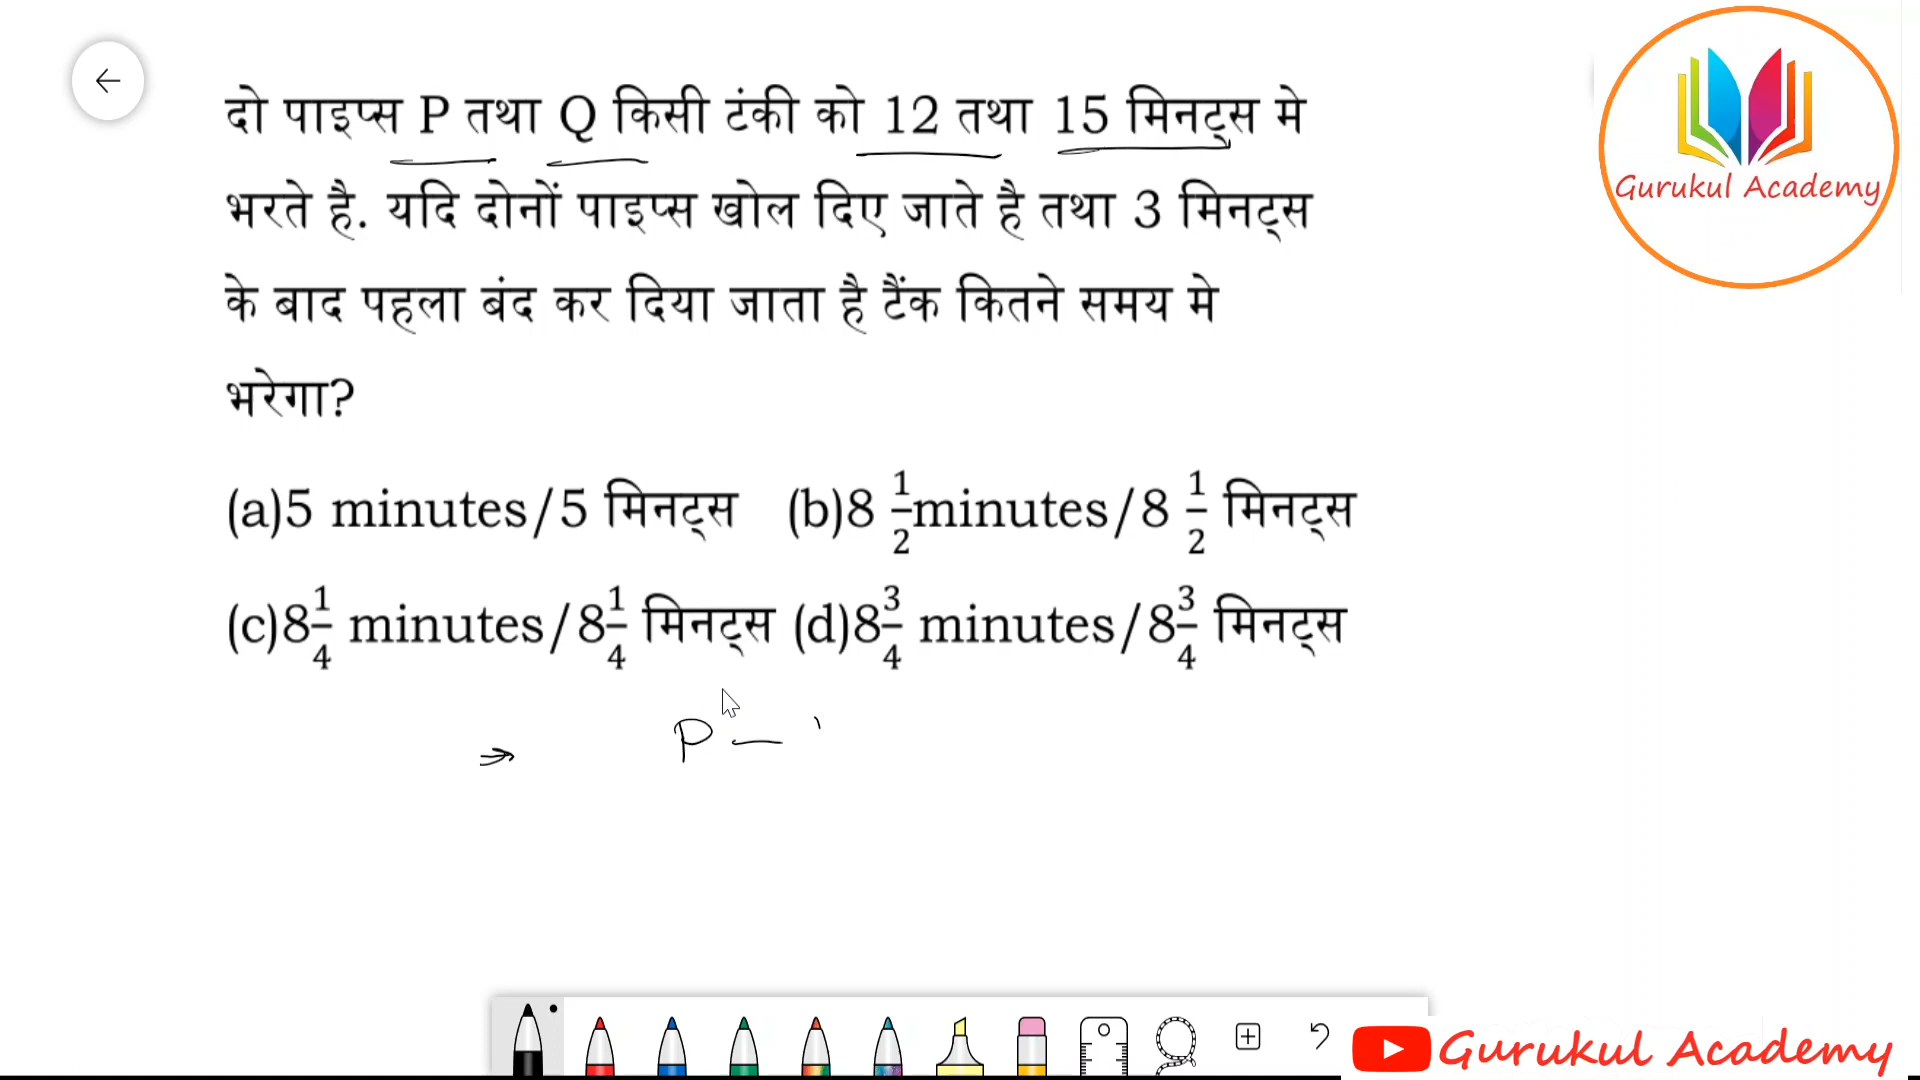 दो पाइप्स P तथा Q किसी टंकी को 12 तथा 15 मिनट्स मे
भरते है. यदि दोनों पाइप्स खोल दिए जाते है तथा 3 मिनट्स
के बाद पहला बंद कर दिया जाता है टैंक कितने समय मे
भरेगा?
(a)5 minutes/5 मिनट्स (b)8 1/2minutes/8 1/2 मिनट्स
(c)8 1/4 minutes/8 1/4 मिनट्स (d)8 3/4 minutes/8 3/4 मिनट्स
P —
Gurukul Academy
Gurukul Academy